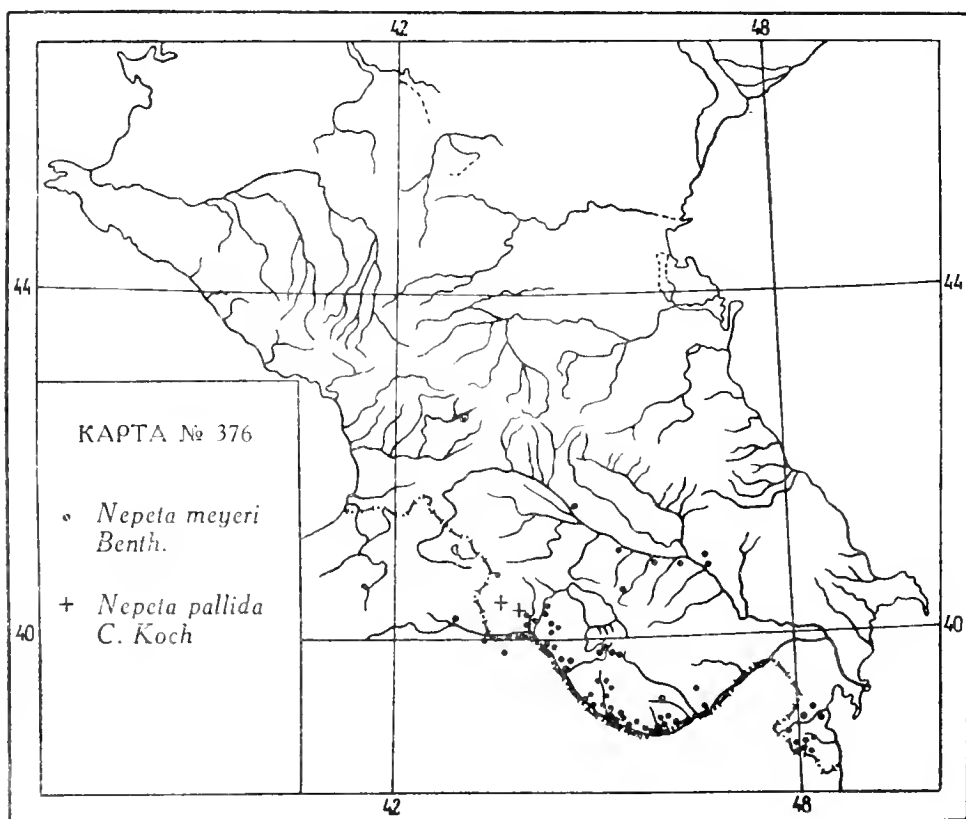 42 48
44 44
КАРТА № 376
Nepeta meyeri
Benth.
+ Nepeta pallida
C. Koch
40 40
42 48